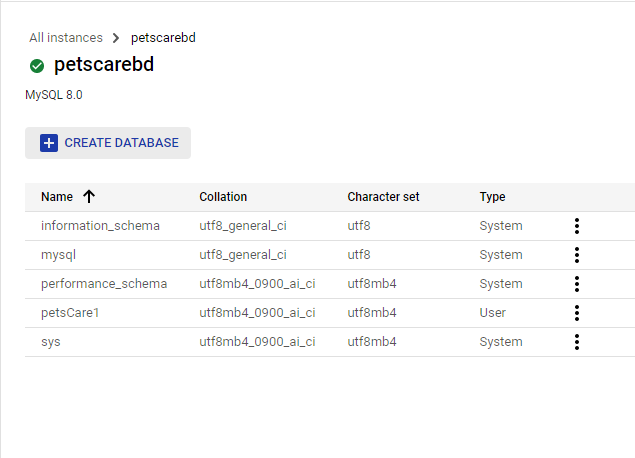 All instances > petscarebd
petscarebd
MySQL 8.0
CREATE DATABASE
Name Collation Character set Type
information_schema utf8_general_ci utf8 System
mysql utf8_general_ci utf8 System
performance_schema utf8mb4_0900_ai_ci utf8mb4 System
petsCare1 utf8mb4_0900_ai_ci utf8mb4 User
sys utf8mb4_0900_ai_ci utf8mb4 System